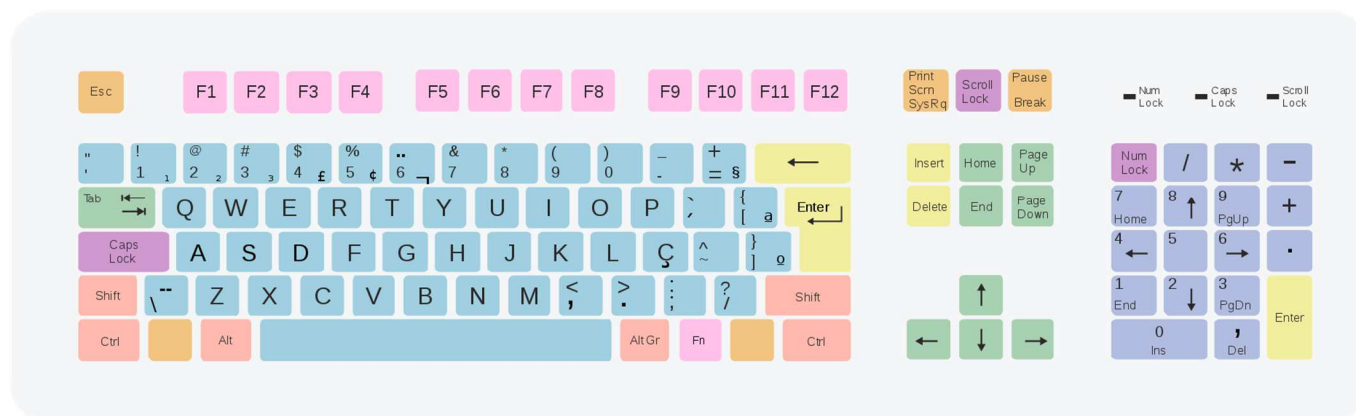 Esc F1 F2 F3 F4 F5 F6 F7 F8 F9 F10 F11 F12 Print Scrn SysRq Scroll Lock Pause Break Num Lock Caps Lock Scroll Lock
" ' ! 1 ₁ @ 2 ₂ # 3 ₃ $ 4 £ % 5 ¢ ¨ 6 ¬ & 7 * 8 ( 9 ) 0 _ - + = § ← Insert Home Page Up Num Lock / * -
Tab Q W E R T Y U I O P ` ´ { [ ª Enter Delete End Page Down 7 Home 8 ↑ 9 PgUp +
Caps Lock A S D F G H J K L Ç ^ ~ } ] º 4 ← 5 6 → .
Shift \ Z X C V B N M < , > . : ; ? / Shift ↑ 1 End 2 ↓ 3 PgDn Enter
Ctrl Alt Alt Gr Fn Ctrl ← ↓ → 0 Ins , Del